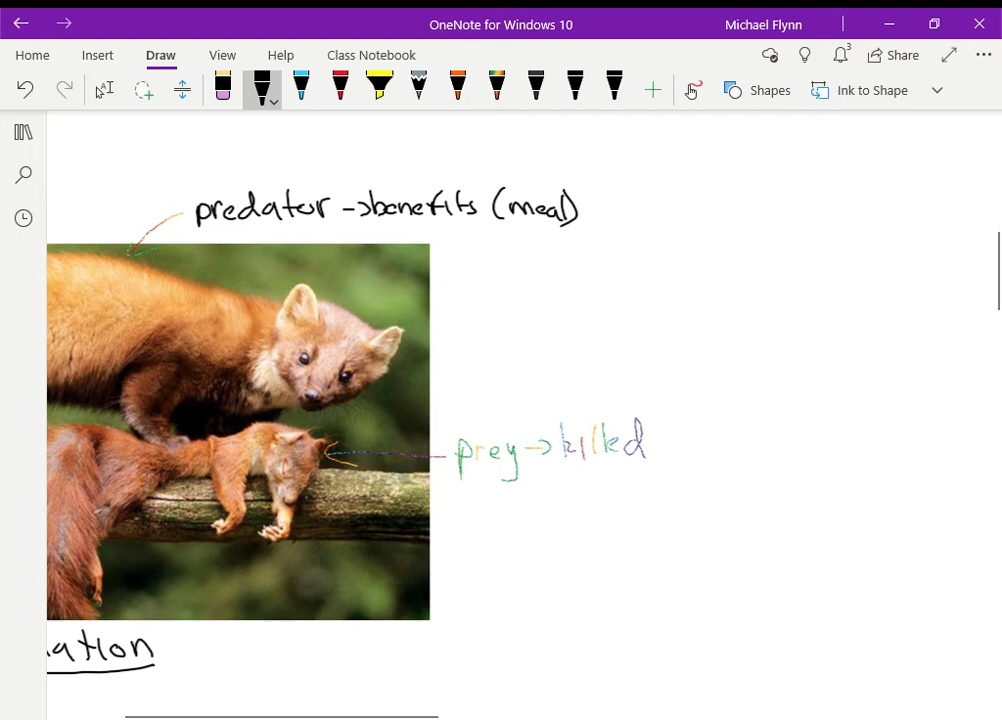 OneNote for Windows 10 Michael Flynn
Home Insert Draw View Help Class Notebook 3 Share
Shapes Ink to Shape
predator → benefits (meal)
prey → killed
ation